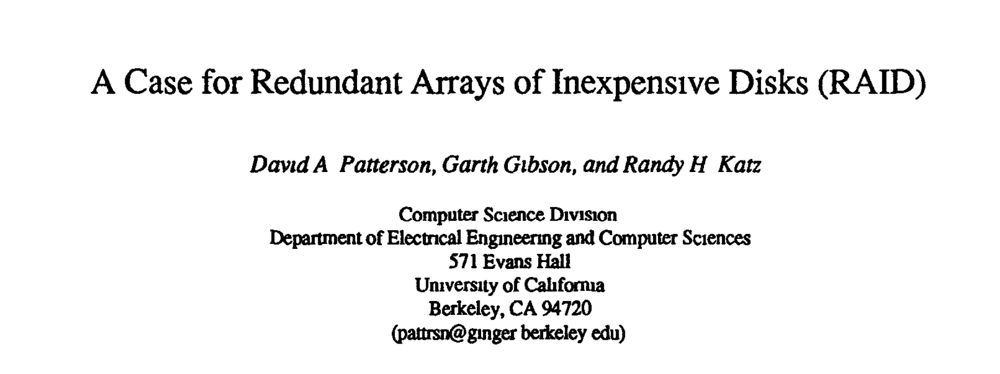 A Case for Redundant Arrays of Inexpensive Disks (RAID)
David A Patterson, Garth Gibson, and Randy H Katz
Computer Science Division
Department of Electrical Engineering and Computer Sciences
571 Evans Hall
University of California
Berkeley, CA 94720
(pattrsn@ginger berkeley edu)